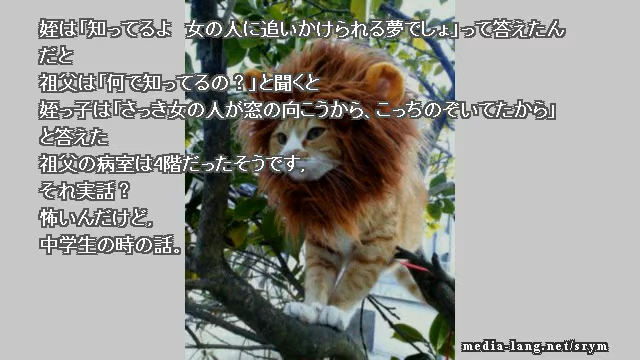 姪は「知ってるよ　女の人に追いかけられる夢でしょ」って答えたん
だと
祖父は「何で知ってるの？」と聞くと
姪っ子は「さっき女の人が窓の向こうから、こっちのぞいてたから」
と答えた
祖父の病室は4階だったそうです,
それ実話？
怖いんだけど,
中学生の時の話。
media-lang.net/srym